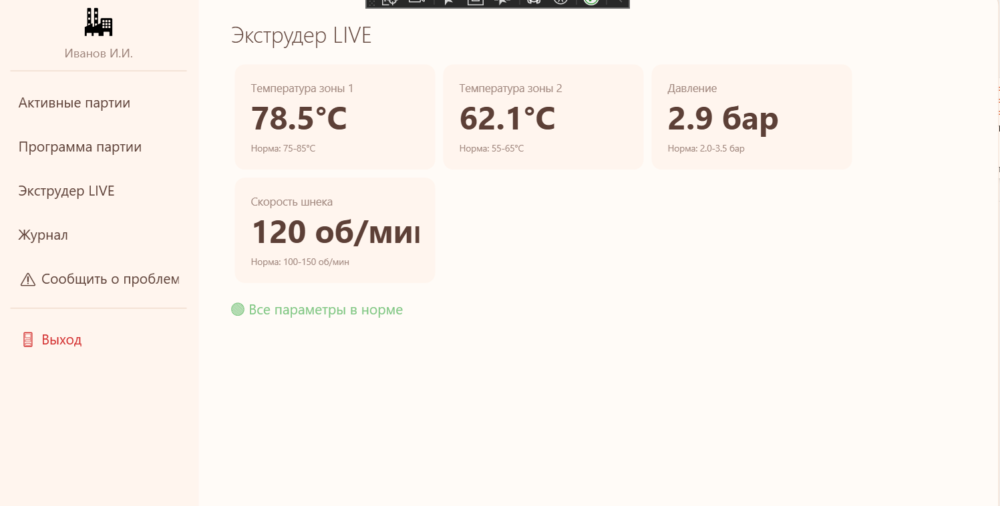 Иванов И.И.
Активные партии
Программа партии
Экструдер LIVE
Журнал
Сообщить о проблем
Выход
Экструдер LIVE
Температура зоны 1
78.5°C
Норма: 75-85°C
Температура зоны 2
62.1°C
Норма: 55-65°C
Давление
2.9 бар
Норма: 2.0-3.5 бар
Скорость шнека
120 об/мин
Норма: 100-150 об/мин
Все параметры в норме